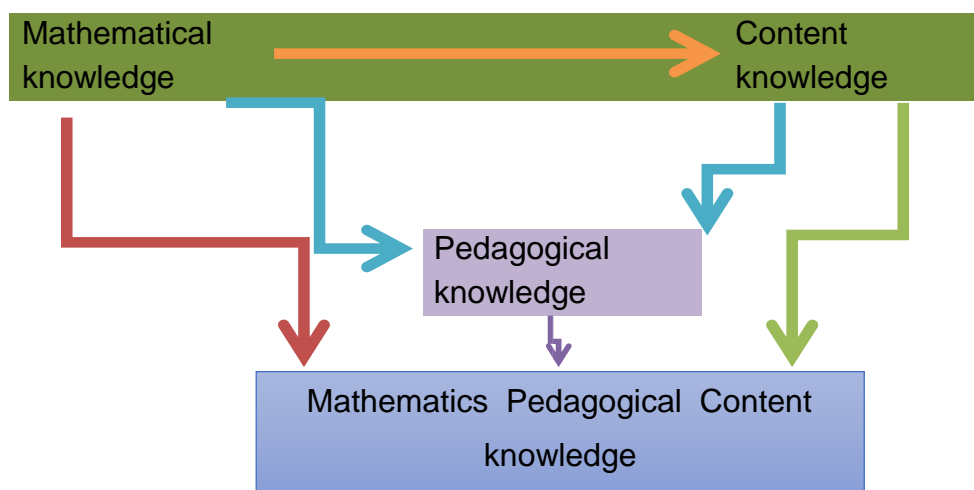 Mathematical
knowledge
Content
knowledge
Pedagogical
knowledge
Mathematics Pedagogical Content
knowledge